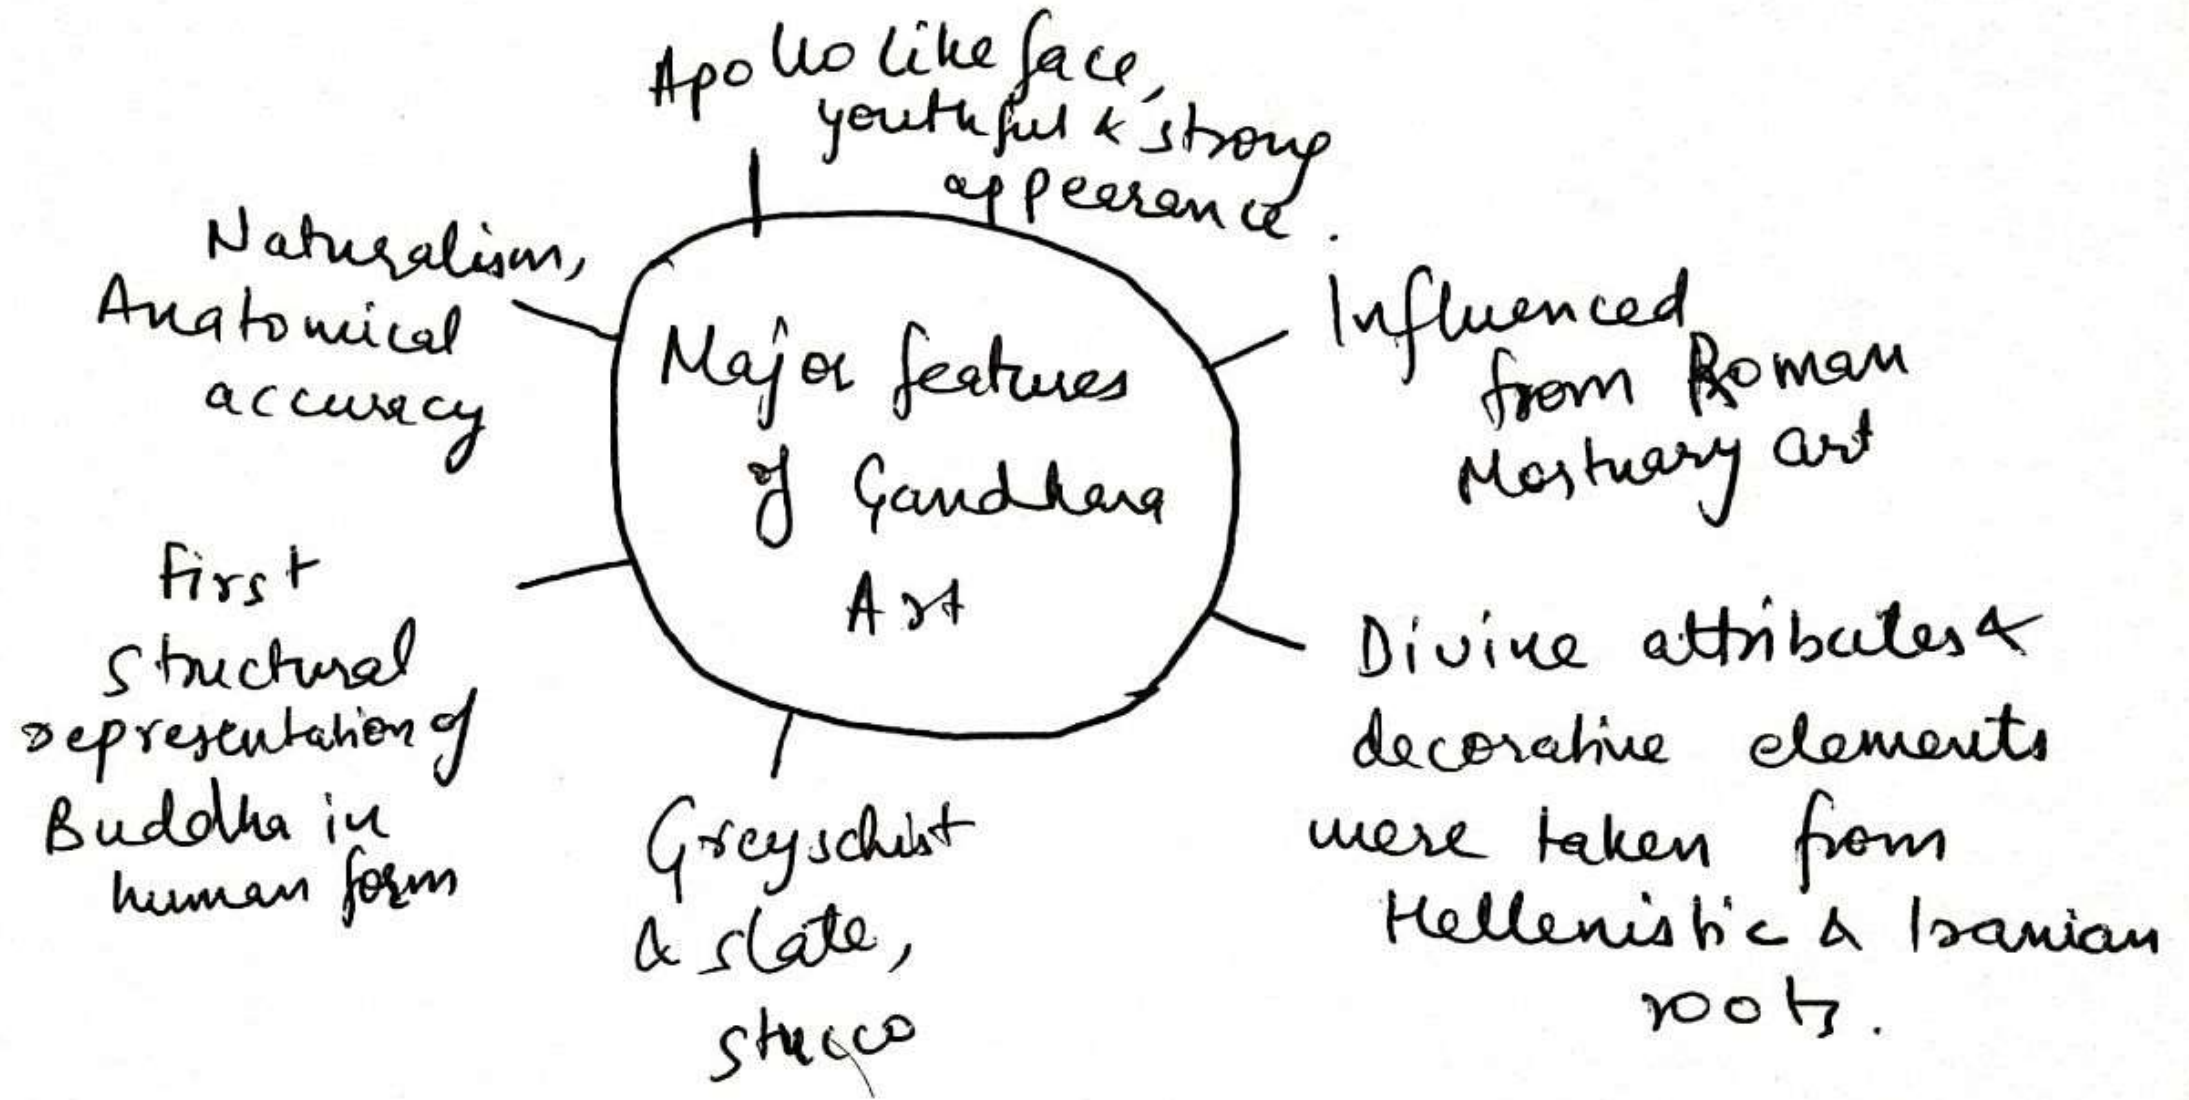 Apollo like face,
youthful & strong
appearance.
Naturalism,
Anatomical
accuracy
Major features
of Gandhara
Art
Influenced
from Roman
Mortuary art
first
structural
representation of
Buddha in
human form
Greyschist
& slate,
stucco
Divine attributes &
decorative elements
were taken from
Hellenistic & Iranian
roots.